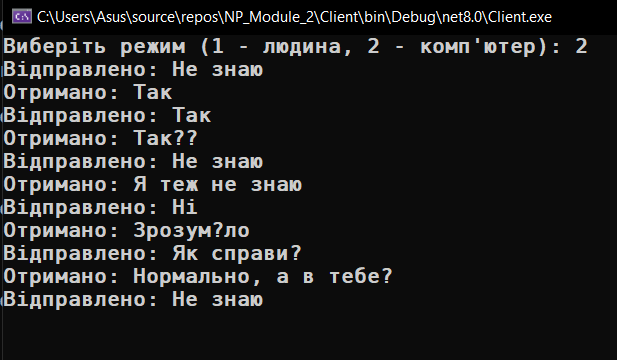 C:\Users\Asus\source\repos\NP_Module_2\Client\bin\Debug\net8.0\Client.exe
Виберіть режим (1 - людина, 2 - комп'ютер): 2
Відправлено: Не знаю
Отримано: Так
Відправлено: Так
Отримано: Так??
Відправлено: Не знаю
Отримано: Я теж не знаю
Відправлено: Ні
Отримано: Зрозум?ло
Відправлено: Як справи?
Отримано: Нормально, а в тебе?
Відправлено: Не знаю